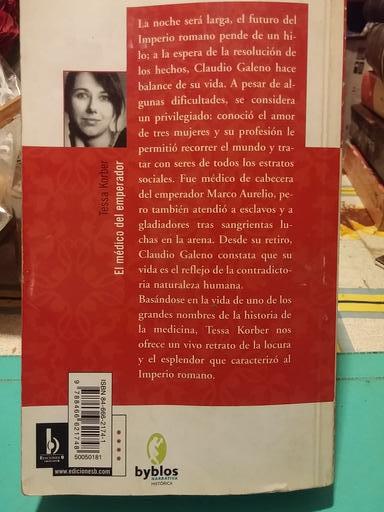 La noche será larga, el futuro del
Imperio romano pende de un hi-
lo; a la espera de la resolución de
los hechos, Claudio Galeno hace
balance de su vida. A pesar de al-
gunas dificultades, se considera
un privilegiado: conoció el amor
de tres mujeres y su profesión le
permitió recorrer el mundo y tra-
tar con seres de todos los estratos
sociales. Fue médico de cabecera
del emperador Marco Aurelio, pe-
ro también atendió a esclavos y a
gladiadores tras sangrientas lu-
chas en la arena. Desde su retiro,
Claudio Galeno constata que su
vida es el reflejo de la contradicto-
ria naturaleza humana.
Basándose en la vida de uno de los
grandes nombres de la historia de
la medicina, Tessa Korber nos
ofrece un vivo retrato de la locura
y el esplendor que caracterizó al
Imperio romano.
Tessa Korber
El médico del emperador
ISBN 84-666-2174-1
9 788466 621748
50050181
b
EDICIONES B
www.edicionesb.com
byblos
NARRATIVA
HISTÓRICA